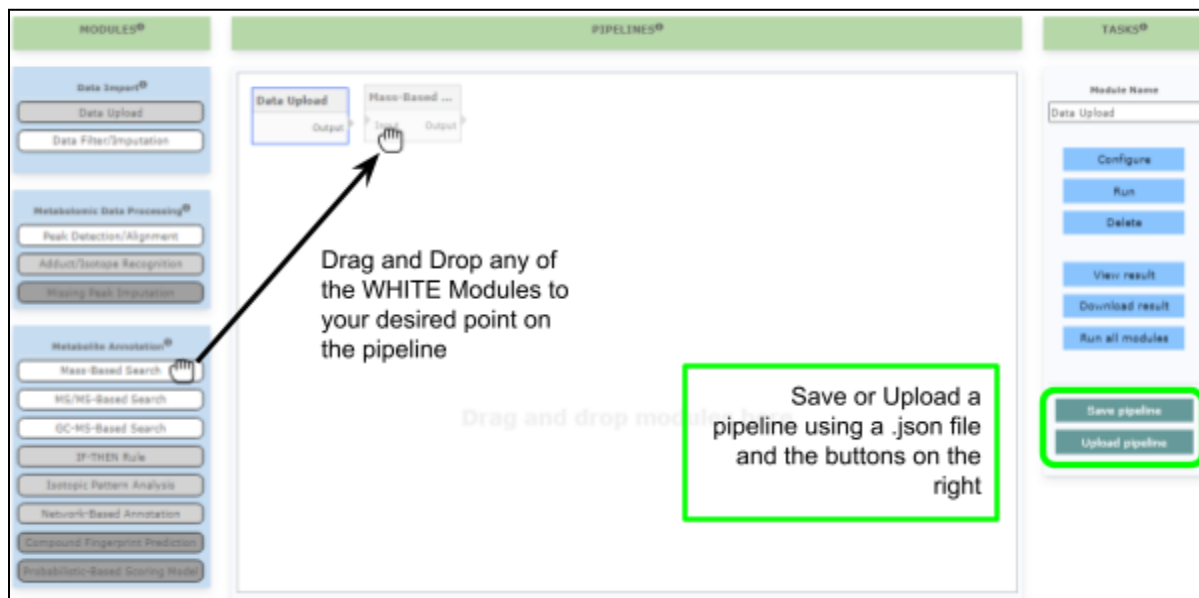 MODULES
PIPELINES
TASKS
Data Import
Data Upload
Data Filter/Imputation
Metabolomic Data Processing
Peak Detection/Alignment
Adduct/Isotope Recognition
Missing Peak Imputation
Metabolite Annotation
Mass-Based Search
MS/MS-Based Search
GC-MS-Based Search
IF-THEN Rule
Isotopic Pattern Analysis
Network-Based Annotation
Compound Fingerprint Prediction
Probabilistic-Based Scoring Model
Data Upload
Output
Mass-Based ...
Input Output
Drag and Drop any of
the WHITE Modules to
your desired point on
the pipeline
Drag and drop modules here
Save or Upload a
pipeline using a .json file
and the buttons on the
right
Module Name
Data Upload
Configure
Run
Delete
View result
Download result
Run all modules
Save pipeline
Upload pipeline